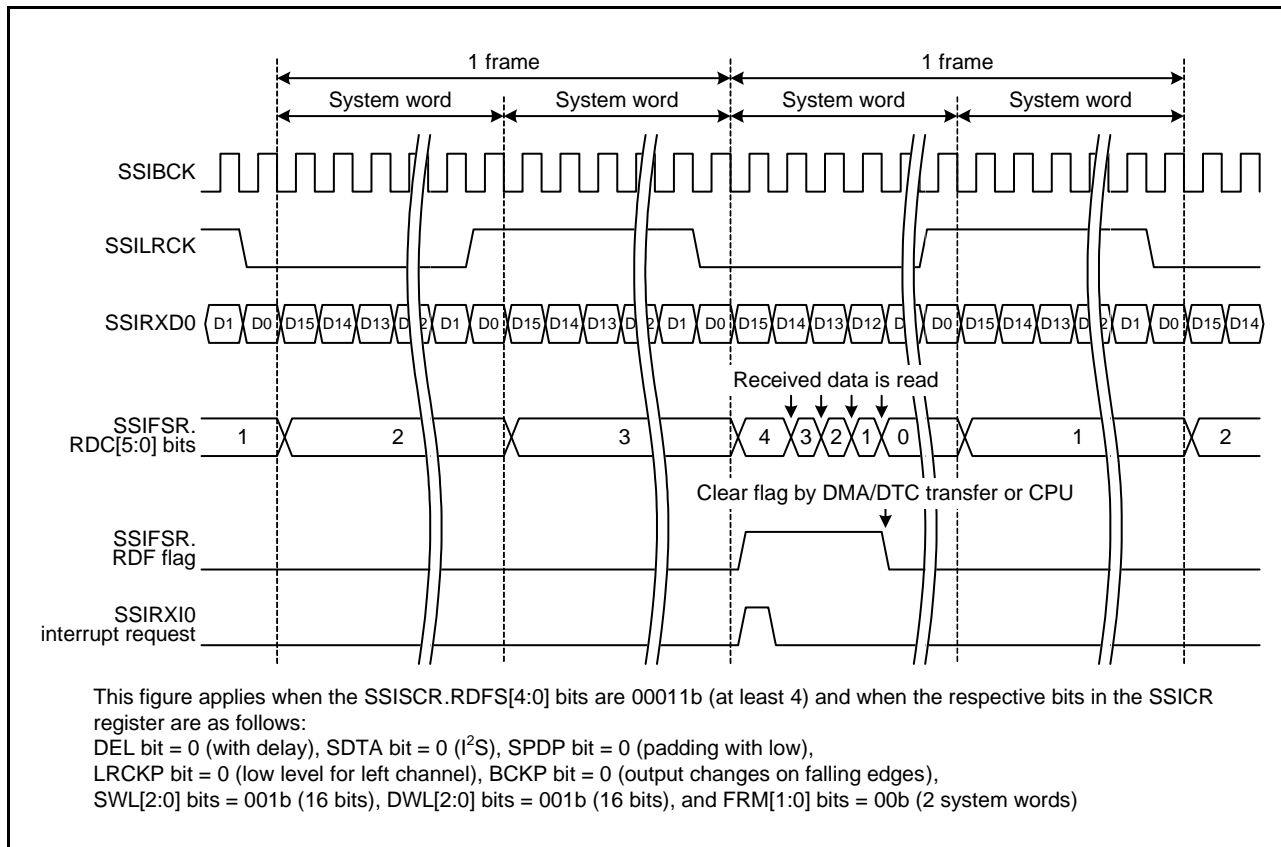 1 frame 1 frame
System word System word System word System word
SSIBCK
SSILRCK
SSIRXD0 D1 D0 D15 D14 D13 D1 D0 D15 D14 D13 D1 D0 D15 D14 D13 D12 D0 D15 D14 D13 D1 D0 D15 D14
Received data is read
SSIFSR.
RDC[5:0] bits 1 2 3 4 3 2 1 0 1 2
Clear flag by DMA/DTC transfer or CPU
SSIFSR.
RDF flag
SSIRXI0
interrupt request
This figure applies when the SSISCR.RDFS[4:0] bits are 00011b (at least 4) and when the respective bits in the SSICR
register are as follows:
DEL bit = 0 (with delay), SDTA bit = 0 (I²S), SPDP bit = 0 (padding with low),
LRCKP bit = 0 (low level for left channel), BCKP bit = 0 (output changes on falling edges),
SWL[2:0] bits = 001b (16 bits), DWL[2:0] bits = 001b (16 bits), and FRM[1:0] bits = 00b (2 system words)